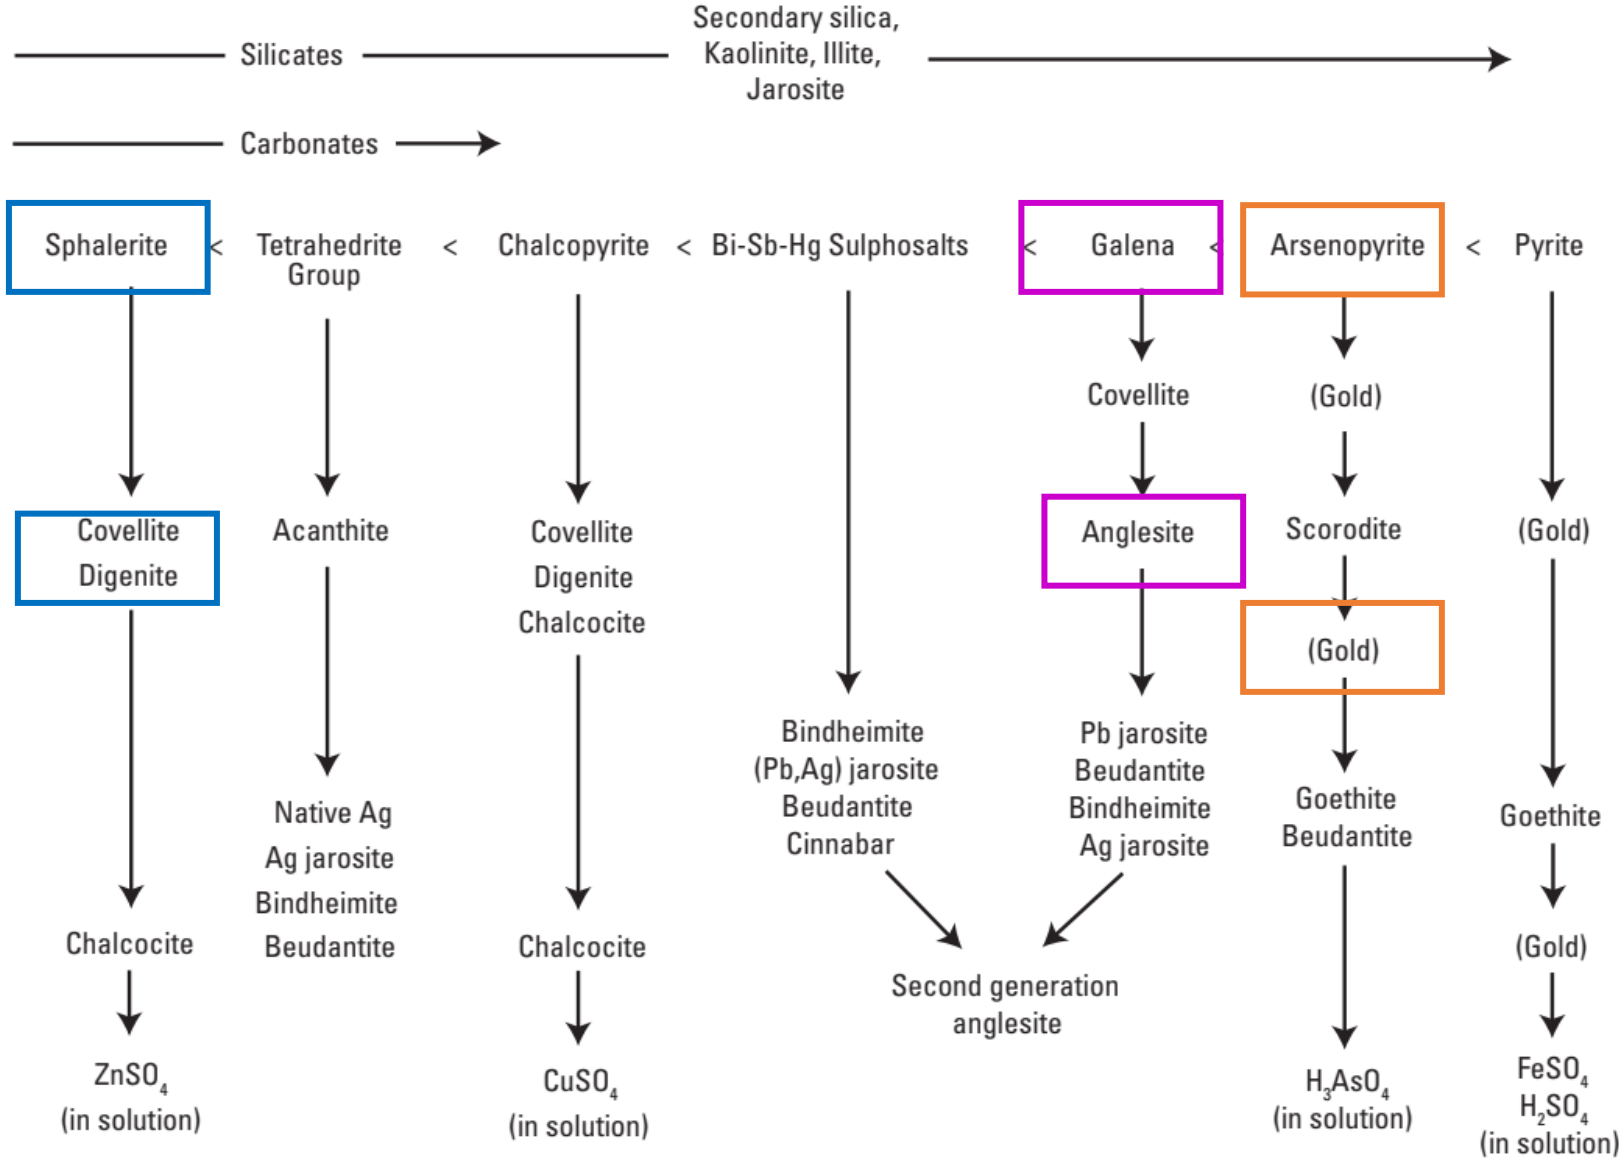 Secondary silica,
Silicates
Kaolinite, Illite,
Jarosite
Carbonates
Sphalerite < Tetrahedrite < Chalcopyrite < Bi-Sb-Hg Sulphosalts < Galena < Arsenopyrite < Pyrite
Group
Covellite
Digenite
Chalcocite
ZnSO₄
(in solution)
Acanthite
Native Ag
Ag jarosite
Bindheimite
Beudantite
Covellite
Digenite
Chalcocite
Chalcocite
CuSO₄
(in solution)
Bindheimite
(Pb,Ag) jarosite
Beudantite
Cinnabar
Covellite
Anglesite
Pb jarosite
Beudantite
Bindheimite
Ag jarosite
Second generation
anglesite
(Gold)
Scorodite
(Gold)
Goethite
Beudantite
H₃AsO₄
(in solution)
(Gold)
Goethite
(Gold)
FeSO₄
H₂SO₄
(in solution)